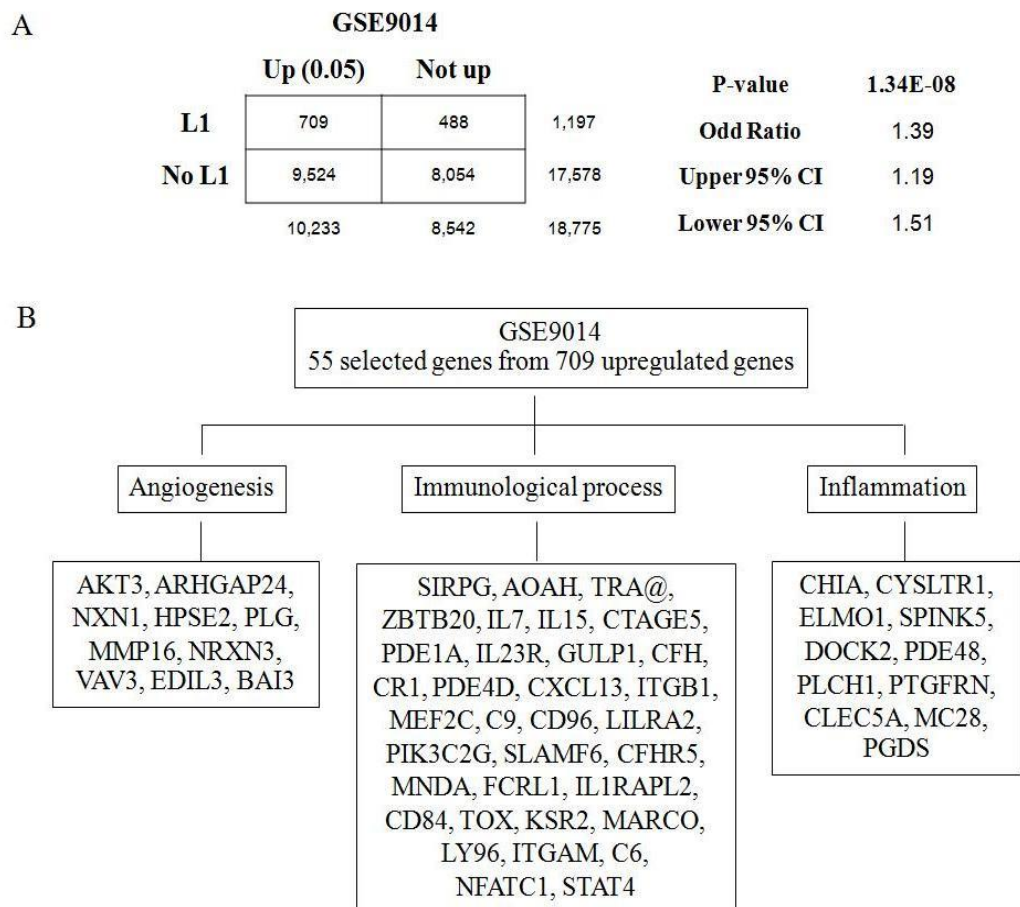 A
GSE9014
Up (0.05) Not up
L1 709 488 1,197
No L1 9,524 8,054 17,578
10,233 8,542 18,775
P-value 1.34E-08
Odd Ratio 1.39
Upper 95% CI 1.19
Lower 95% CI 1.51
B
GSE9014
55 selected genes from 709 upregulated genes
Angiogenesis
AKT3, ARHGAP24,
NXN1, HPSE2, PLG,
MMP16, NRXN3,
VAV3, EDIL3, BAI3
Immunological process
SIRPG, AOAH, TRA@,
ZBTB20, IL7, IL15, CTAGE5,
PDE1A, IL23R, GULP1, CFH,
CR1, PDE4D, CXCL13, ITGB1,
MEF2C, C9, CD96, LILRA2,
PIK3C2G, SLAMF6, CFHR5,
MNDA, FCRL1, IL1RAPL2,
CD84, TOX, KSR2, MARCO,
LY96, ITGAM, C6,
NFATC1, STAT4
Inflammation
CHIA, CYSLTR1,
ELMO1, SPINK5,
DOCK2, PDE48,
PLCH1, PTGFRN,
CLEC5A, MC28,
PGDS